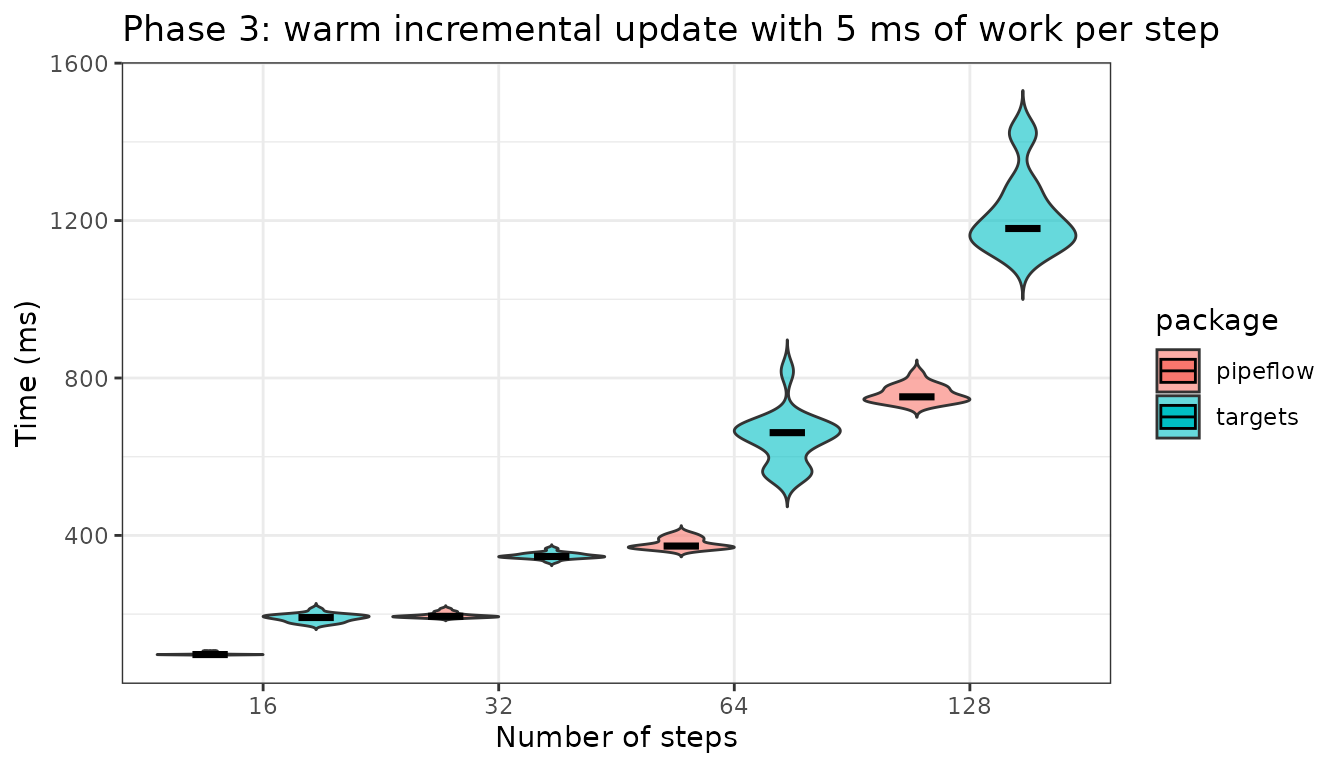 Phase 3: warm incremental update with 5 ms of work per step
1600
1200
800
400
Time (ms)
16
32
64
128
Number of steps
package
pipeflow
targets